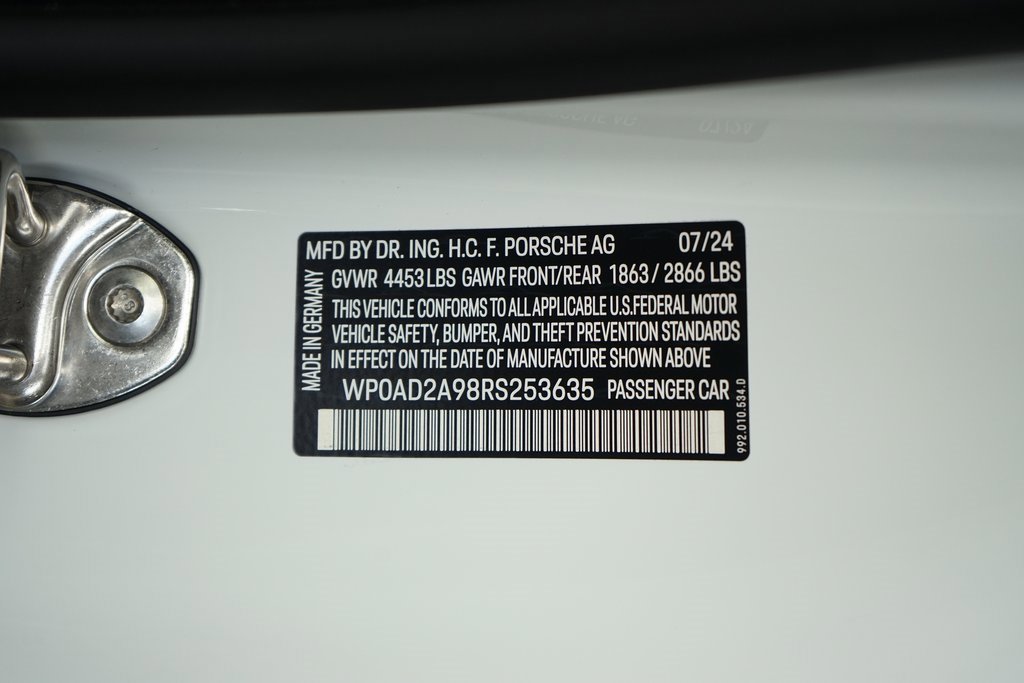 MFD BY DR. ING. H.C. F. PORSCHE AG 07/24
GVWR 4453 LBS GAWR FRONT/REAR 1863 / 2866 LBS
THIS VEHICLE CONFORMS TO ALL APPLICABLE U.S. FEDERAL MOTOR
VEHICLE SAFETY, BUMPER, AND THEFT PREVENTION STANDARDS
IN EFFECT ON THE DATE OF MANUFACTURE SHOWN ABOVE
WP0AD2A98RS253635 PASSENGER CAR
MADE IN GERMANY
992.010.534.D